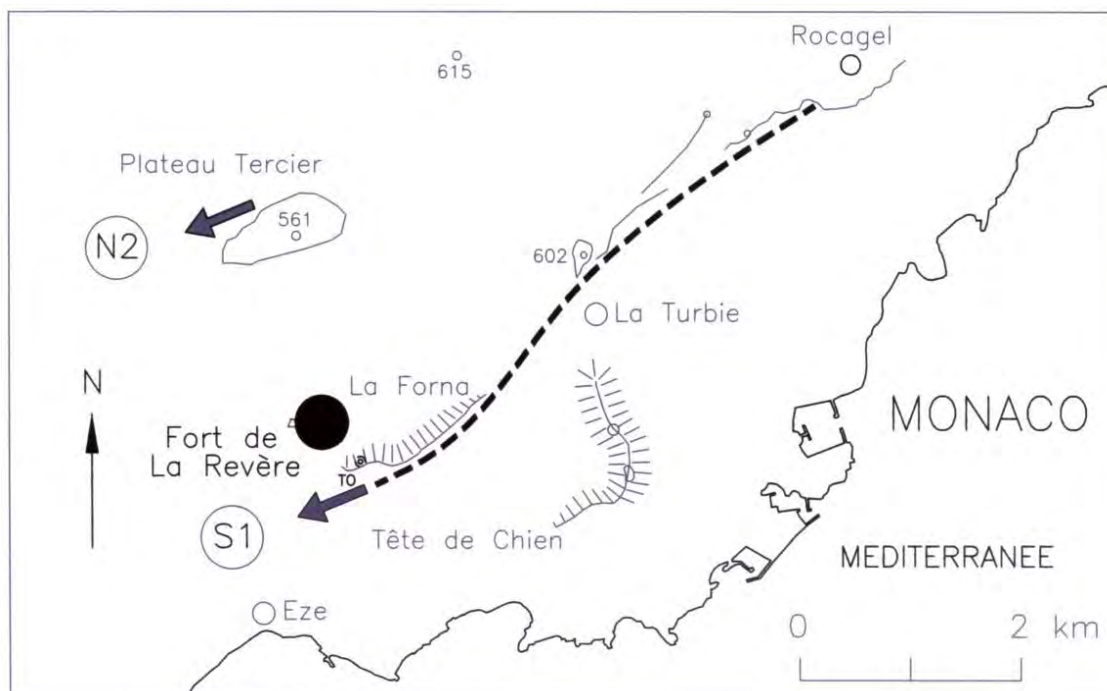 Rocagel
615
Plateau Tercier
561
N2
602
La Turbie
N
La Forna
MONACO
Fort de
La Revère
TO
S1
Tête de Chien
MEDITERRANEE
Eze
0 2 km